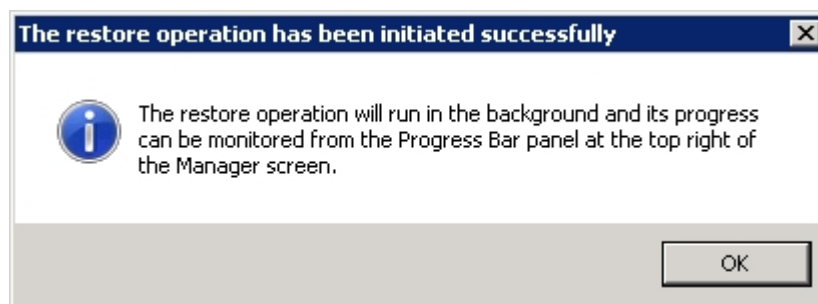 The restore operation has been initiated successfully
The restore operation will run in the background and its progress
can be monitored from the Progress Bar panel at the top right of
the Manager screen.
OK